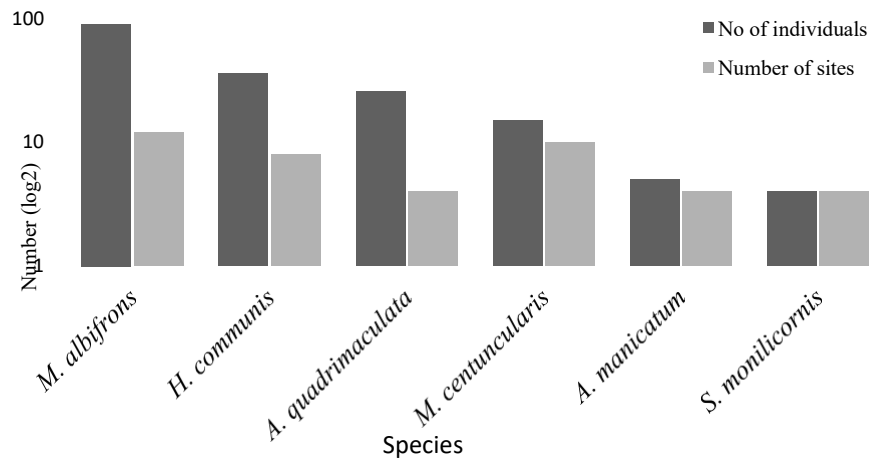 100
No of individuals
Number of sites
10
Number (log2)
1
M. albifrons
H. communis
A. quadrimaculata
M. centuncularis
A. manicatum
S. monilicornis
Species